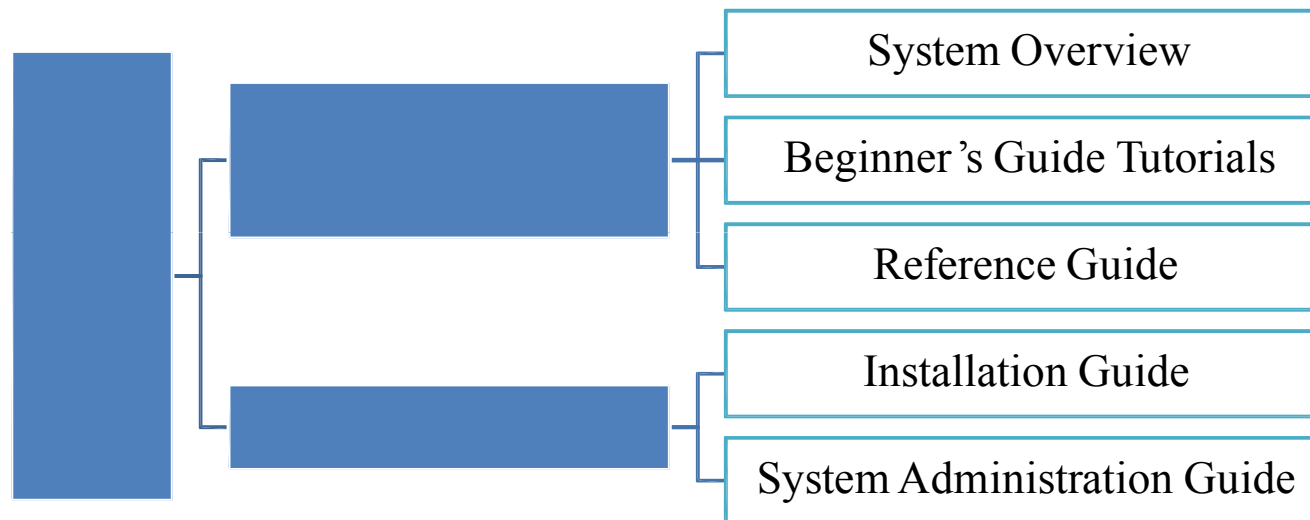 System Overview
Beginner’s Guide Tutorials
Reference Guide
Installation Guide
System Administration Guide